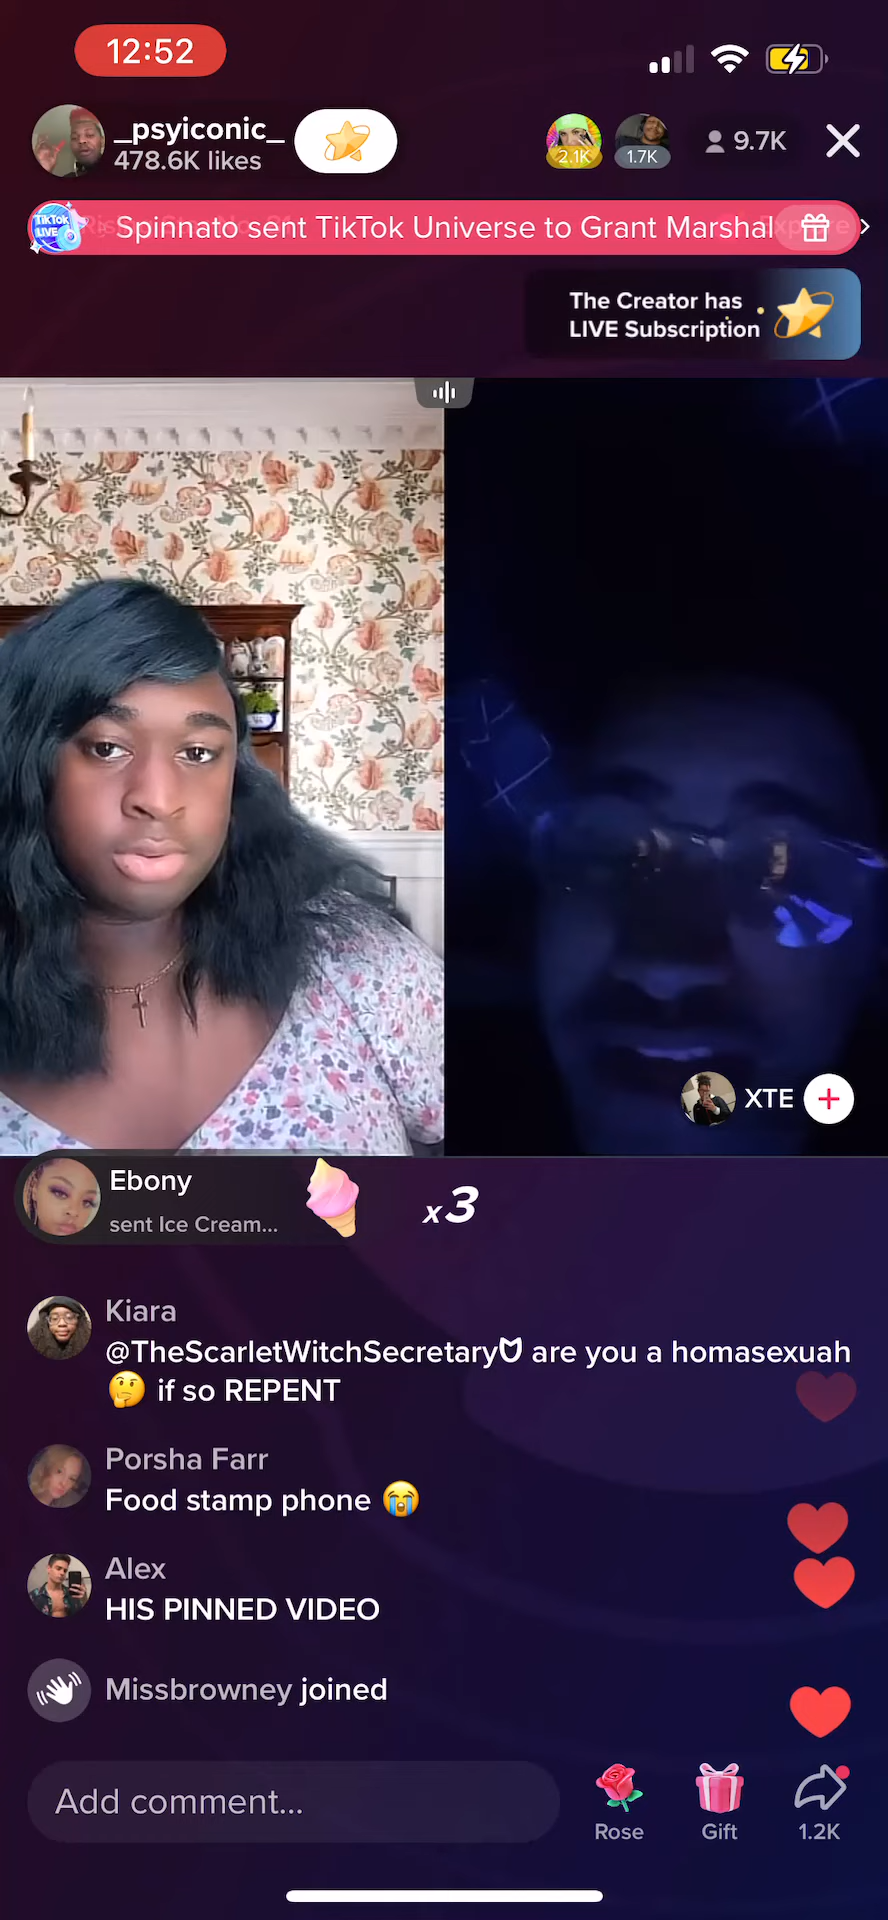 12:52
_psyiconic_
478.6K likes
2.1K
1.7K
9.7K
TikTok
LIVE
Spinnato sent TikTok Universe to Grant Marshal
The Creator has
LIVE Subscription
XTE
Ebony
sent Ice Cream...
x3
Kiara
@TheScarletWitchSecretary are you a homasexuah
🤔 if so REPENT
Porsha Farr
Food stamp phone 😭
Alex
HIS PINNED VIDEO
Missbrowney joined
Add comment...
Rose
Gift
1.2K